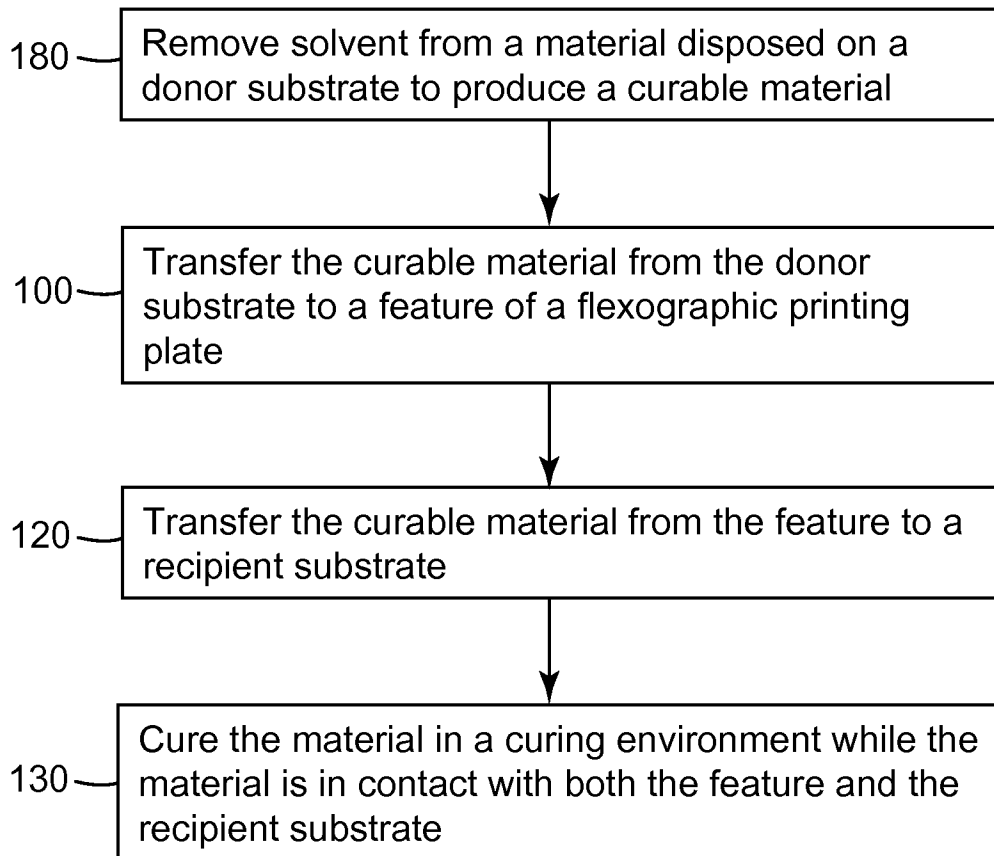 180
Remove solvent from a material disposed on a
donor substrate to produce a curable material
100
Transfer the curable material from the donor
substrate to a feature of a flexographic printing
plate
120
Transfer the curable material from the feature to a
recipient substrate
130
Cure the material in a curing environment while the
material is in contact with both the feature and the
recipient substrate